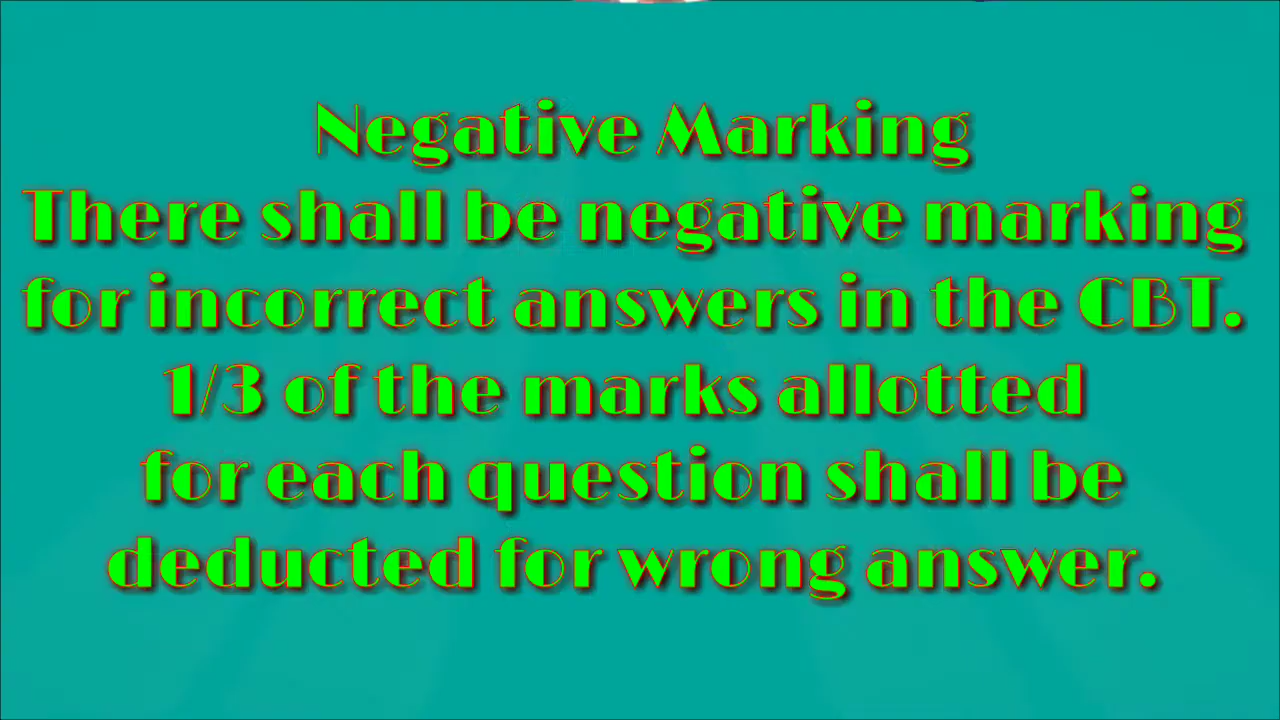 Negative Marking
There shall be negative marking
for incorrect answers in the CBT.
1/3 of the marks allotted
for each question shall be
deducted for wrong answer.